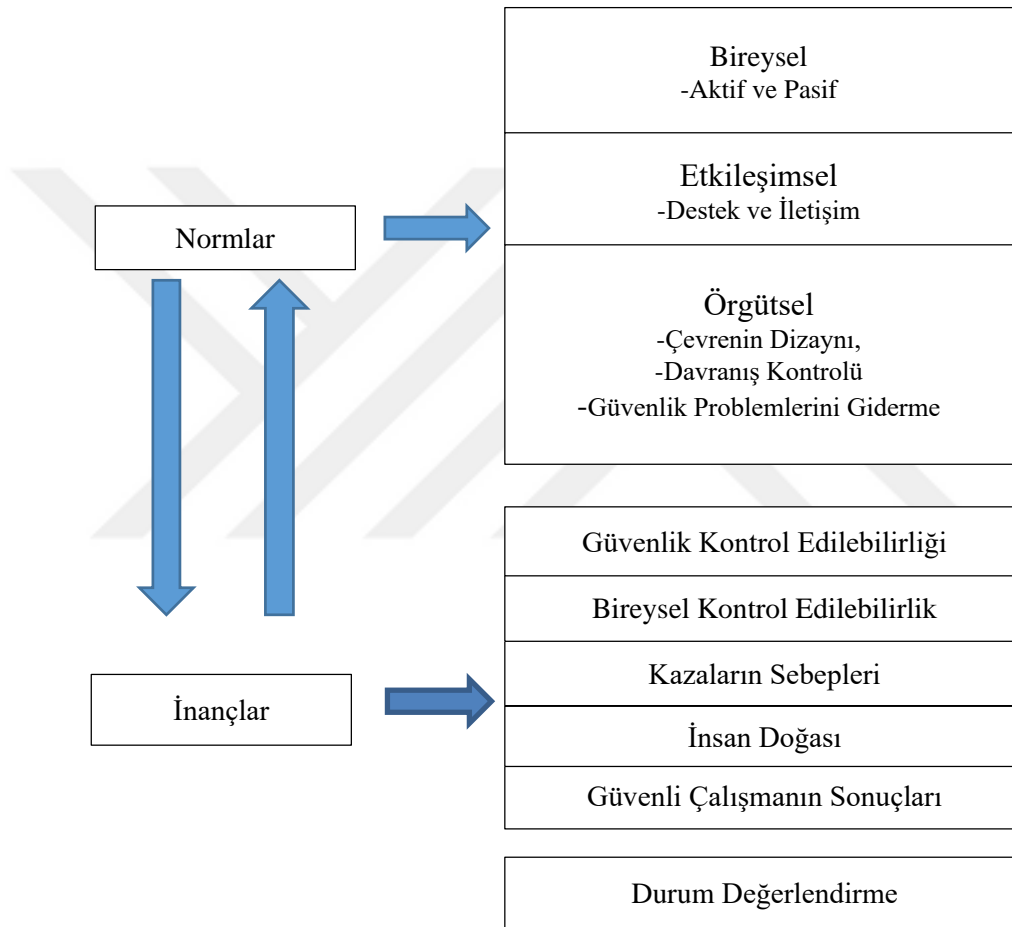 Bireysel
-Aktif ve Pasif
Etkileşimsel
-Destek ve İletişim
Normlar
Örgütsel
-Çevrenin Dizaynı,
-Davranış Kontrolü
-Güvenlik Problemlerini Giderme
Güvenlik Kontrol Edilebilirliği
Bireysel Kontrol Edilebilirlik
Kazaların Sebepleri
İnançlar
İnsan Doğası
Güvenli Çalışmanın Sonuçları
Durum Değerlendirme